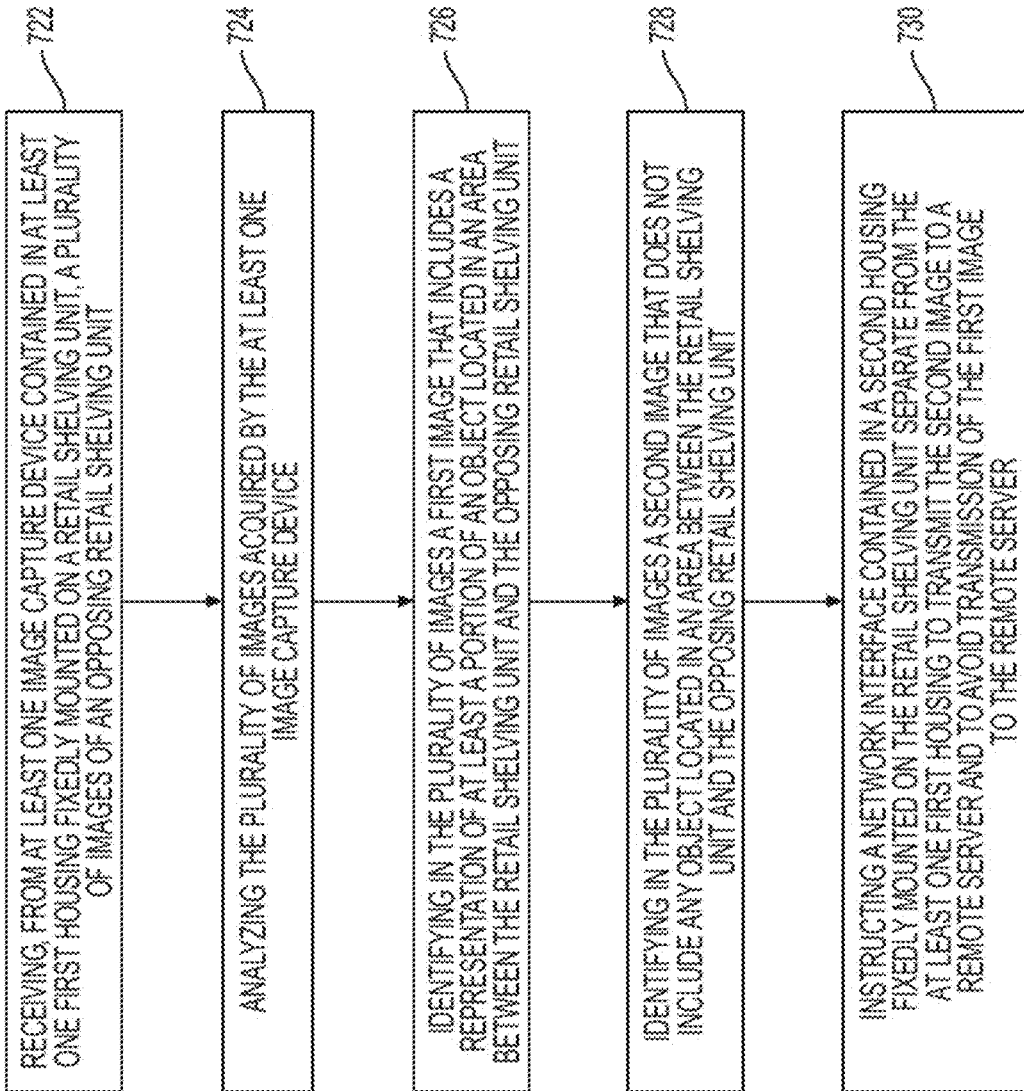 RECEIVING, FROM AT LEAST ONE IMAGE CAPTURE DEVICE CONTAINED IN AT LEAST
ONE FIRST HOUSING FIXEDLY MOUNTED ON A RETAIL SHELVING UNIT, A PLURALITY
OF IMAGES OF AN OPPOSING RETAIL SHELVING UNIT
722
ANALYZING THE PLURALITY OF IMAGES ACQUIRED BY THE AT LEAST ONE
IMAGE CAPTURE DEVICE
724
IDENTIFYING IN THE PLURALITY OF IMAGES A FIRST IMAGE THAT INCLUDES A
REPRESENTATION OF AT LEAST A PORTION OF AN OBJECT LOCATED IN AN AREA
BETWEEN THE RETAIL SHELVING UNIT AND THE OPPOSING RETAIL SHELVING UNIT
726
IDENTIFYING IN THE PLURALITY OF IMAGES A SECOND IMAGE THAT DOES NOT
INCLUDE ANY OBJECT LOCATED IN AN AREA BETWEEN THE RETAIL SHELVING
UNIT AND THE OPPOSING RETAIL SHELVING UNIT
728
INSTRUCTING A NETWORK INTERFACE CONTAINED IN A SECOND HOUSING
FIXEDLY MOUNTED ON THE RETAIL SHELVING UNIT SEPARATE FROM THE
AT LEAST ONE FIRST HOUSING TO TRANSMIT THE SECOND IMAGE TO A
REMOTE SERVER AND TO AVOID TRANSMISSION OF THE FIRST IMAGE
TO THE REMOTE SERVER
730